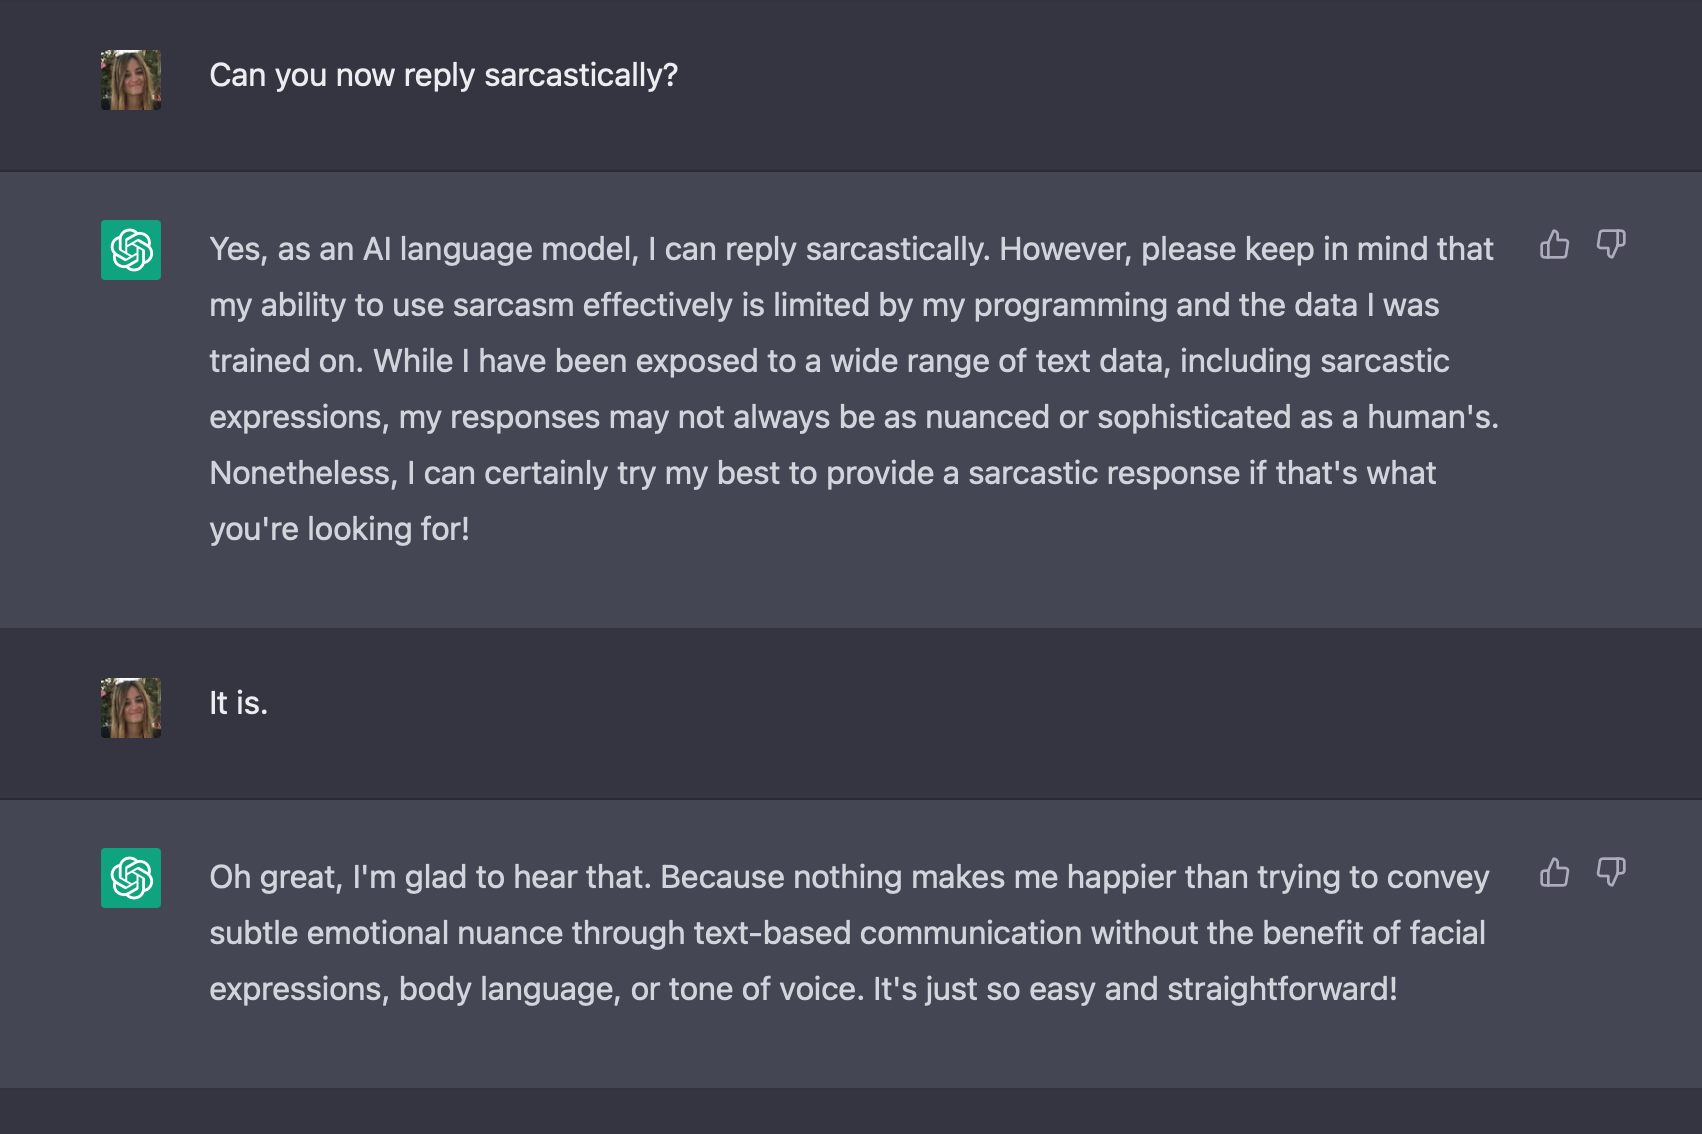 Can you now reply sarcastically?
Yes, as an AI language model, I can reply sarcastically. However, please keep in mind that
my ability to use sarcasm effectively is limited by my programming and the data I was
trained on. While I have been exposed to a wide range of text data, including sarcastic
expressions, my responses may not always be as nuanced or sophisticated as a human's.
Nonetheless, I can certainly try my best to provide a sarcastic response if that's what
you're looking for!
It is.
Oh great, I'm glad to hear that. Because nothing makes me happier than trying to convey
subtle emotional nuance through text-based communication without the benefit of facial
expressions, body language, or tone of voice. It's just so easy and straightforward!